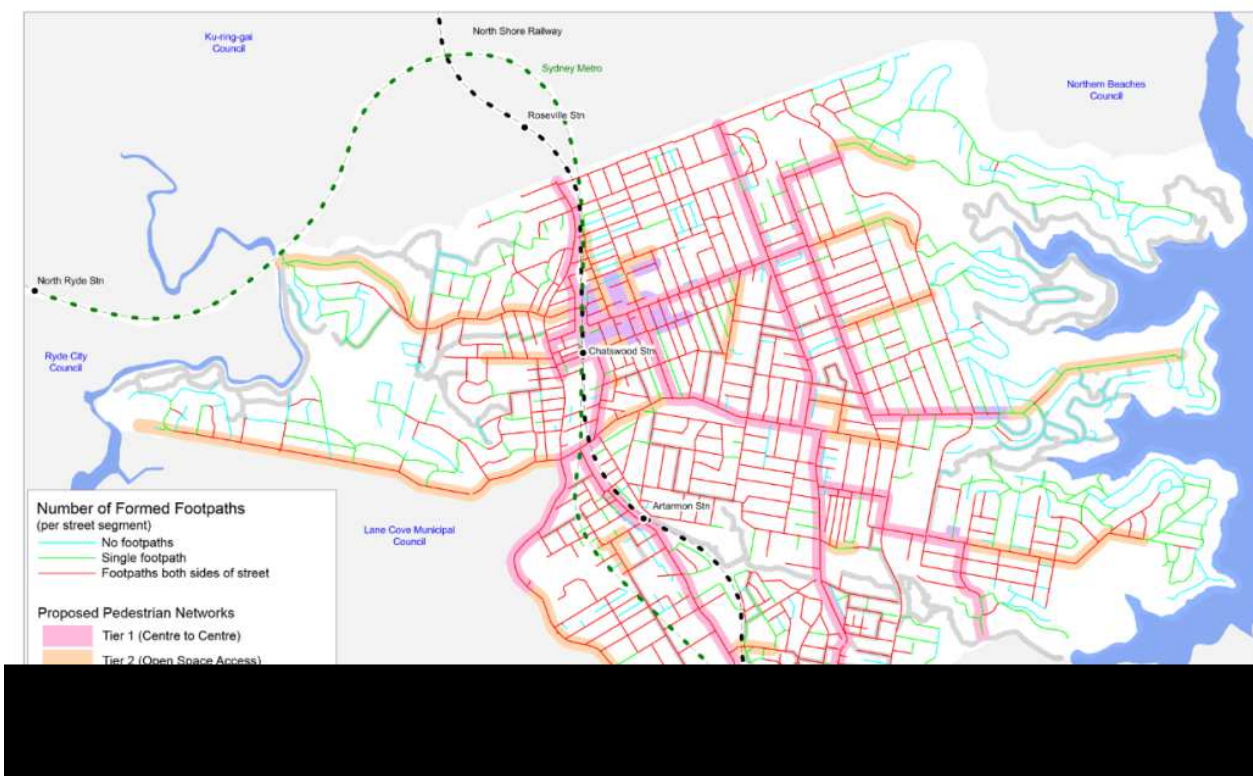 North Shore Railway
Ku-ring-gai
Council
Sydney Metro
Northern Beaches
Council
Roseville Stn
North Ryde Stn
Chatswood Stn
Ryde City
Council
Artarmon Stn
Lane Cove Municipal
Council
Number of Formed Footpaths
(per street segment)
No footpaths
Single footpath
Footpaths both sides of street
Proposed Pedestrian Networks
Tier 1 (Centre to Centre)
Tier 2 (Open Space Access)